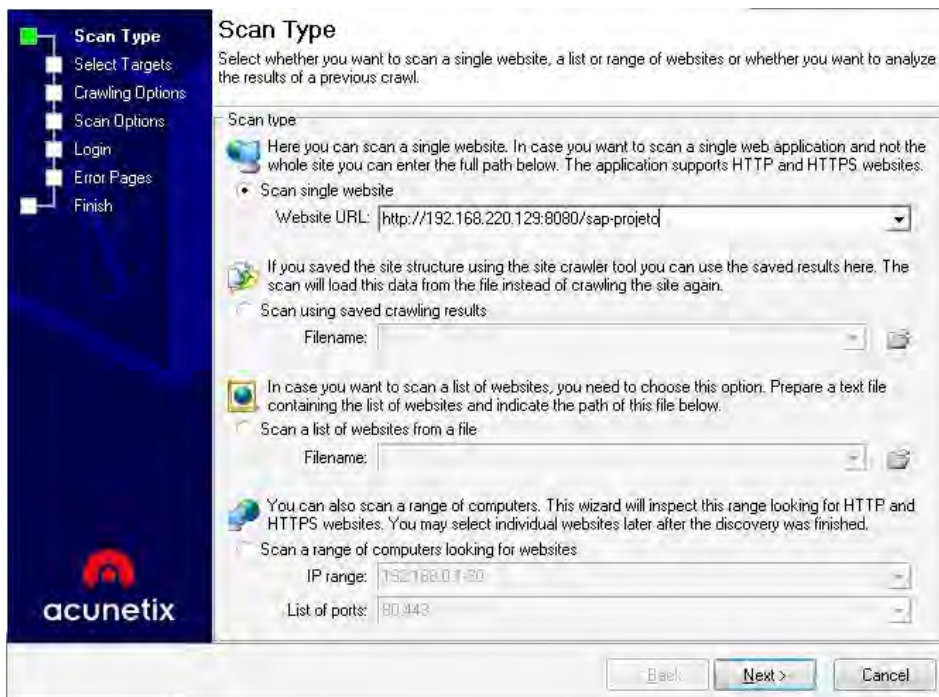 Scan Type
Select Targets
Crawling Options
Scan Options
Login
Error Pages
Finish
acunetix
Scan Type
Select whether you want to scan a single website, a list or range of websites or whether you want to analyze
the results of a previous crawl.
Scan type
Here you can scan a single website. In case you want to scan a single web application and not the
whole site you can enter the full path below. The application supports HTTP and HTTPS websites.
Scan single website
Website URL: http://192.168.220.129:8080/sap-projeto
If you saved the site structure using the site crawler tool you can use the saved results here. The
scan will load this data from the file instead of crawling the site again.
Scan using saved crawling results
Filename:
In case you want to scan a list of websites, you need to choose this option. Prepare a text file
containing the list of websites and indicate the path of this file below.
Scan a list of websites from a file
Filename:
You can also scan a range of computers. This wizard will inspect this range looking for HTTP and
HTTPS websites. You may select individual websites later after the discovery was finished.
Scan a range of computers looking for websites
IP range: 192.168.0.1-20
List of ports: 80,443
Back Next > Cancel